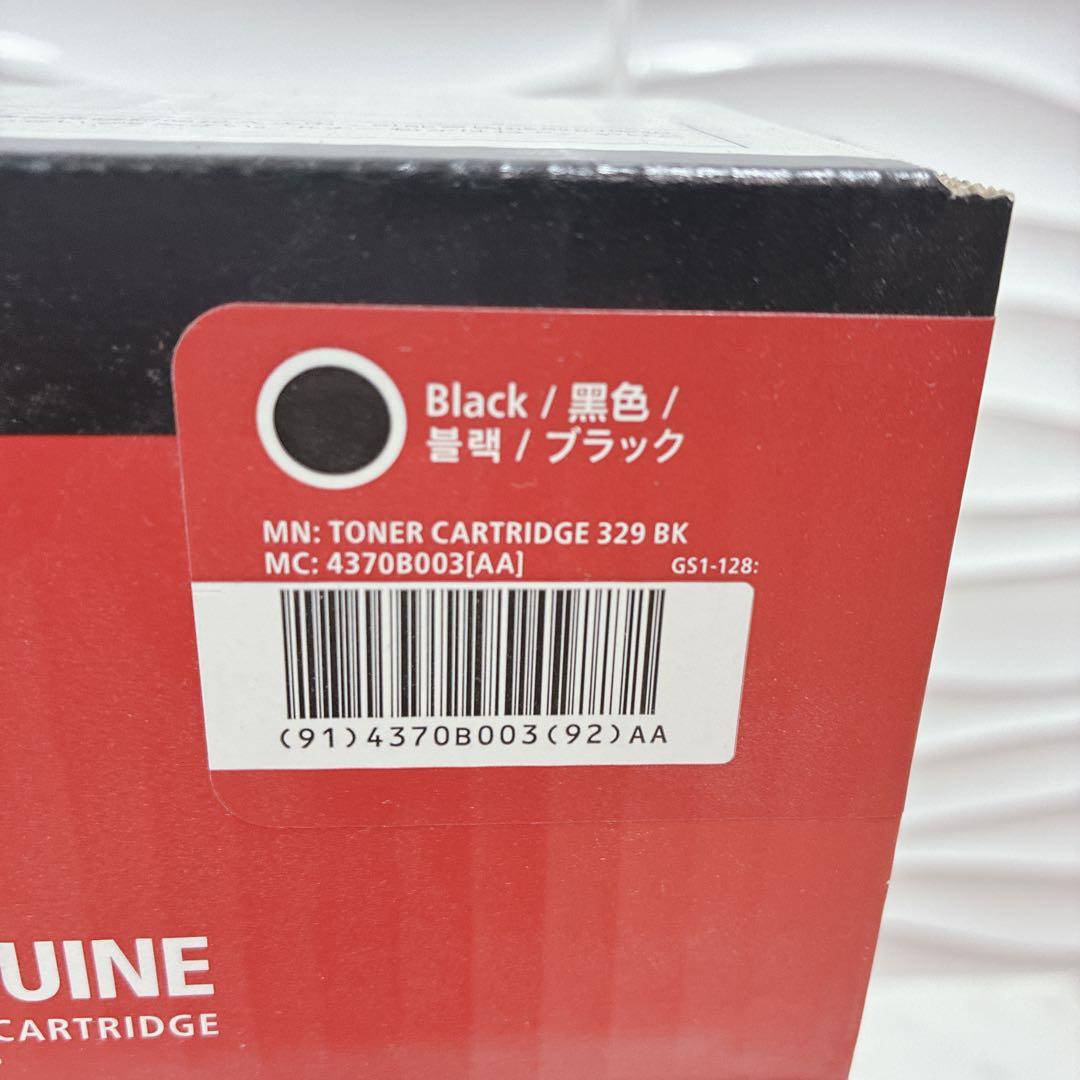 Black / 黑色 /
블랙 / ブラック
MN: TONER CARTRIDGE 329 BK
MC: 4370B003[AA]
GS1-128:
(91)4370B003(92)AA
UINE
CARTRIDGE